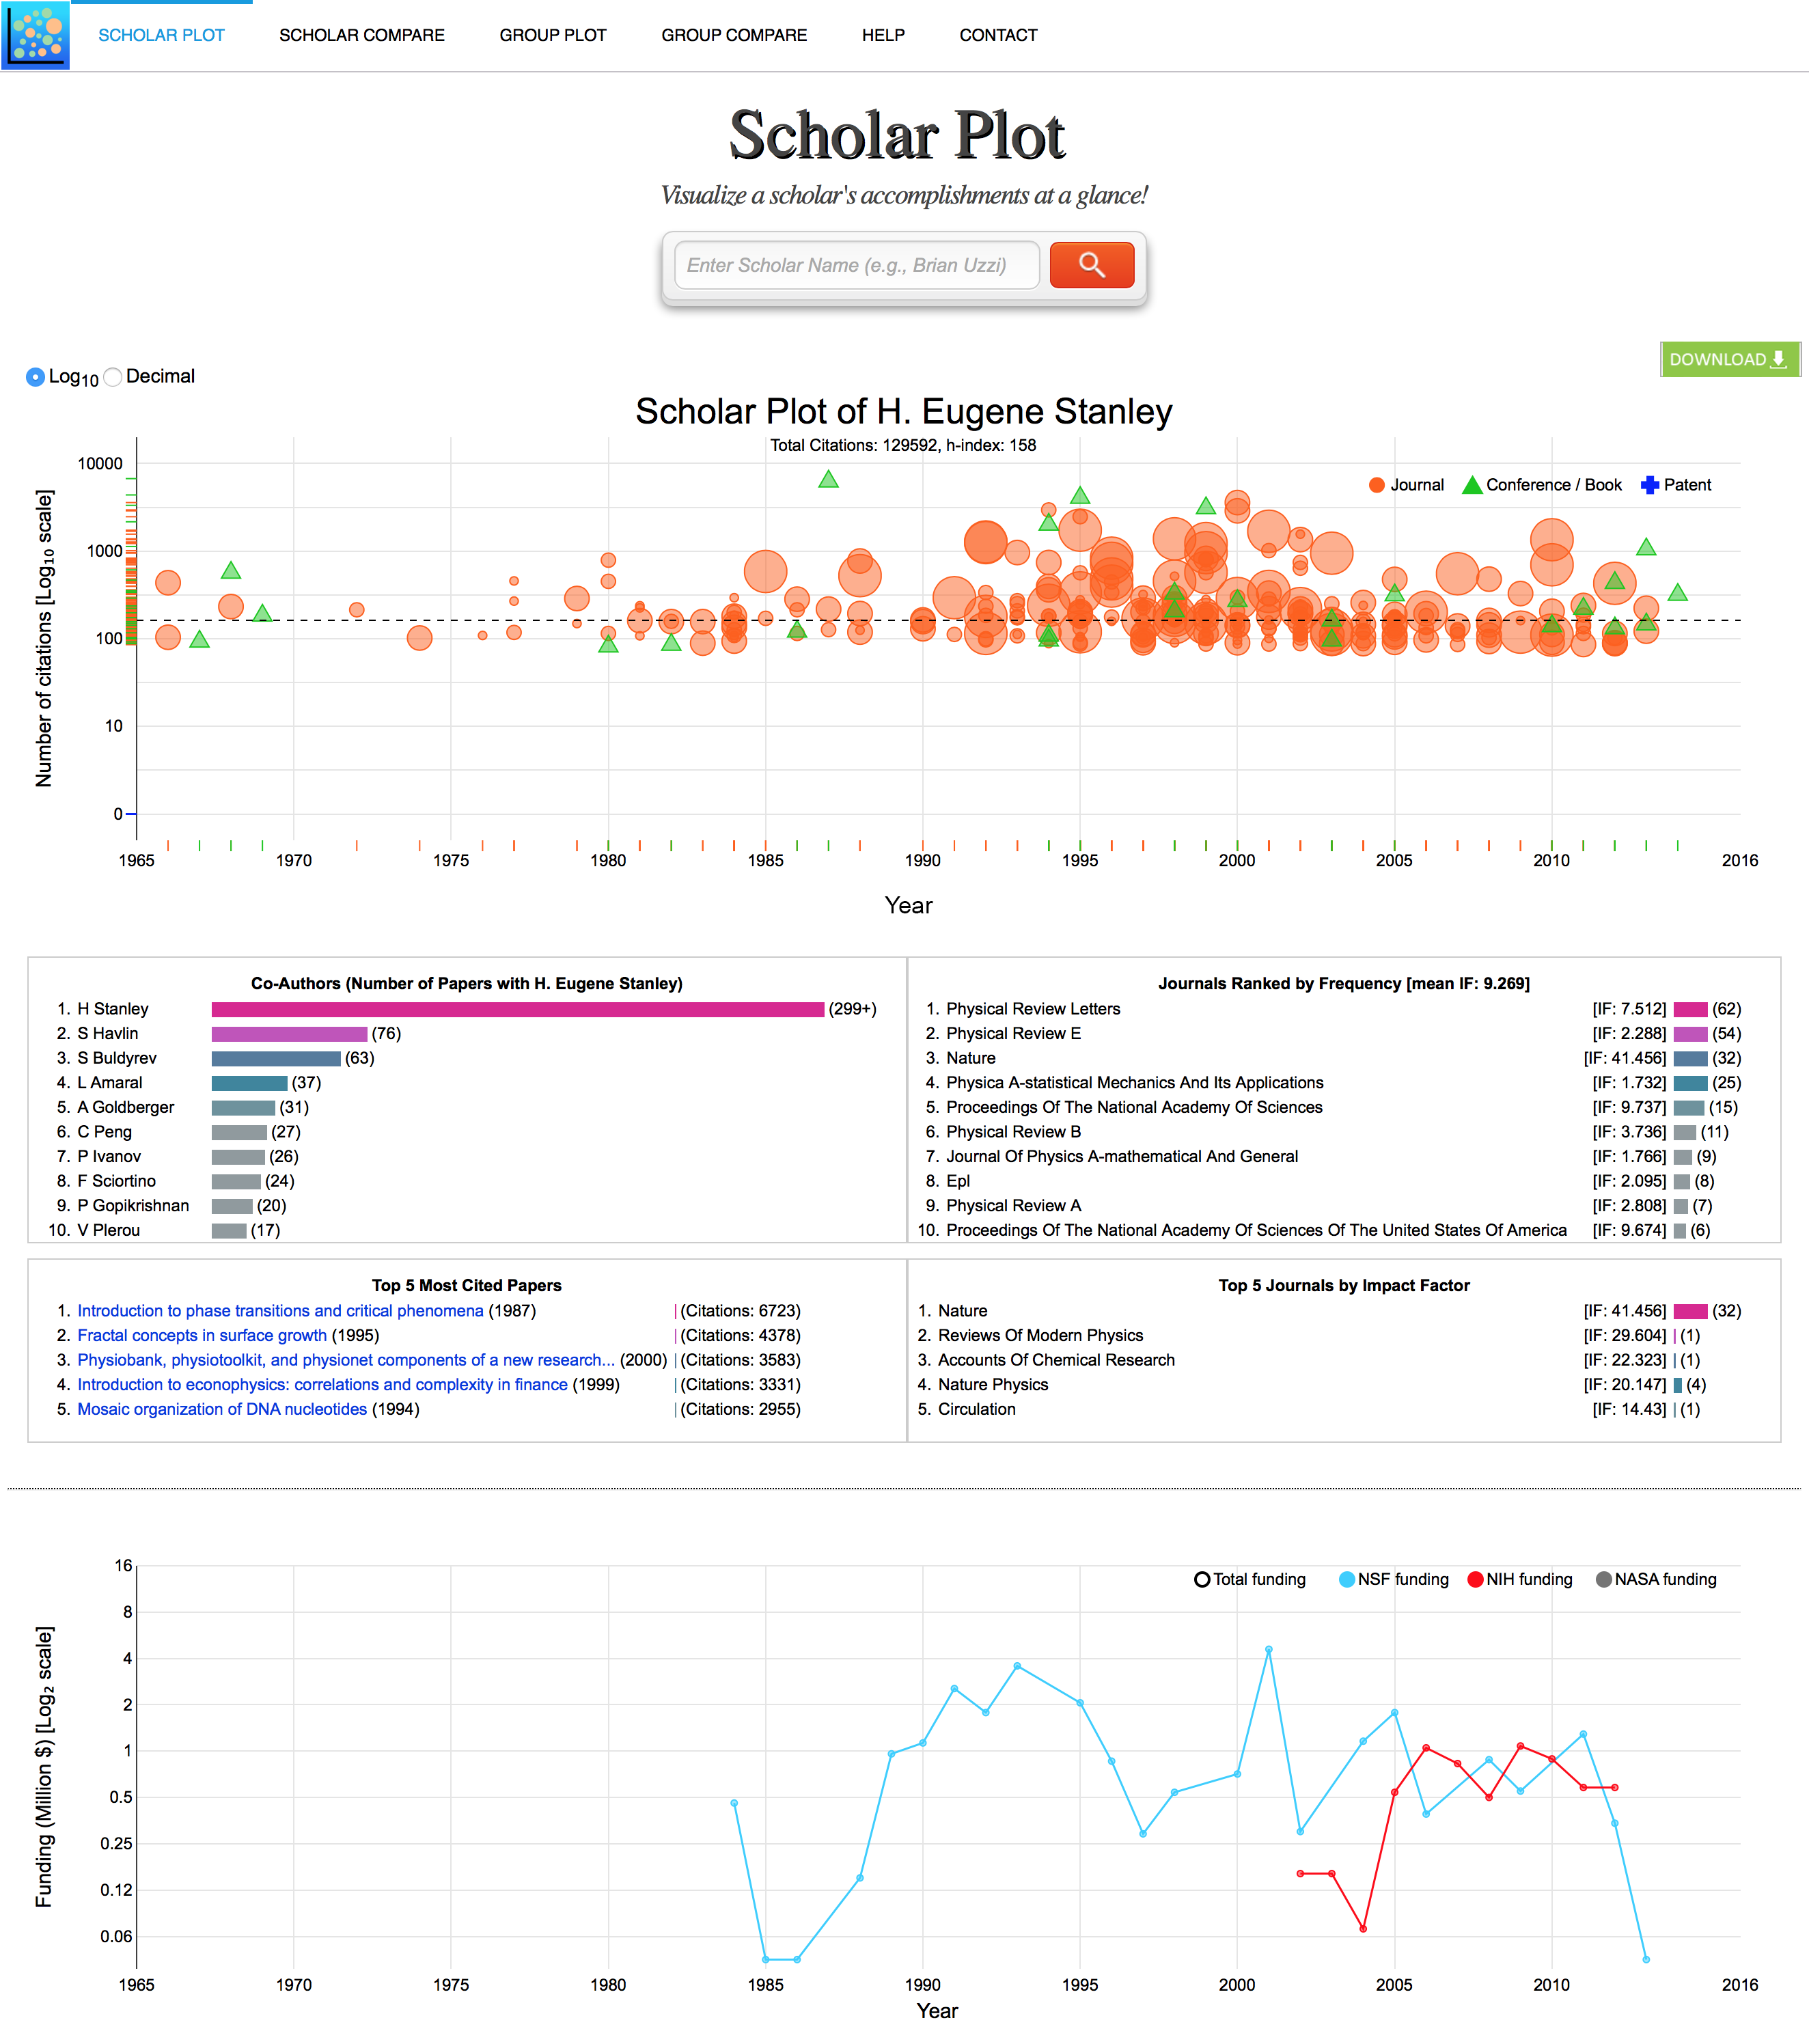 SCHOLAR PLOT SCHOLAR COMPARE GROUP PLOT GROUP COMPARE HELP CONTACT
Scholar Plot
Visualize a scholar's accomplishments at a glance!
Enter Scholar Name (e.g., Brian Uzzi)
DOWNLOAD
Log10 Decimal
Scholar Plot of H. Eugene Stanley
Total Citations: 129592, h-index: 158
Journal Conference / Book Patent
Number of citations [Log10 scale]
10000
1000
100
10
0
1965 1970 1975 1980 1985 1990 1995 2000 2005 2010 2016
Year
Co-Authors (Number of Papers with H. Eugene Stanley)
1. H Stanley (299+)
2. S Havlin (76)
3. S Buldyrev (63)
4. L Amaral (37)
5. A Goldberger (31)
6. C Peng (27)
7. P Ivanov (26)
8. F Sciortino (24)
9. P Gopikrishnan (20)
10. V Plerou (17)
Journals Ranked by Frequency [mean IF: 9.269]
1. Physical Review Letters [IF: 7.512] (62)
2. Physical Review E [IF: 2.288] (54)
3. Nature [IF: 41.456] (32)
4. Physica A-statistical Mechanics And Its Applications [IF: 1.732] (25)
5. Proceedings Of The National Academy Of Sciences [IF: 9.737] (15)
6. Physical Review B [IF: 3.736] (11)
7. Journal Of Physics A-mathematical And General [IF: 1.766] (9)
8. Epl [IF: 2.095] (8)
9. Physical Review A [IF: 2.808] (7)
10. Proceedings Of The National Academy Of Sciences Of The United States Of America [IF: 9.674] (6)
Top 5 Most Cited Papers
1. Introduction to phase transitions and critical phenomena (1987) (Citations: 6723)
2. Fractal concepts in surface growth (1995) (Citations: 4378)
3. Physiobank, physiotoolkit, and physionet components of a new research... (2000) (Citations: 3583)
4. Introduction to econophysics: correlations and complexity in finance (1999) (Citations: 3331)
5. Mosaic organization of DNA nucleotides (1994) (Citations: 2955)
Top 5 Journals by Impact Factor
1. Nature [IF: 41.456] (32)
2. Reviews Of Modern Physics [IF: 29.604] (1)
3. Accounts Of Chemical Research [IF: 22.323] (1)
4. Nature Physics [IF: 20.147] (4)
5. Circulation [IF: 14.43] (1)
Total funding NSF funding NIH funding NASA funding
Funding (Million $) [Log2 scale]
16
8
4
2
1
0.5
0.25
0.12
0.06
1965 1970 1975 1980 1985 1990 1995 2000 2005 2010 2016
Year